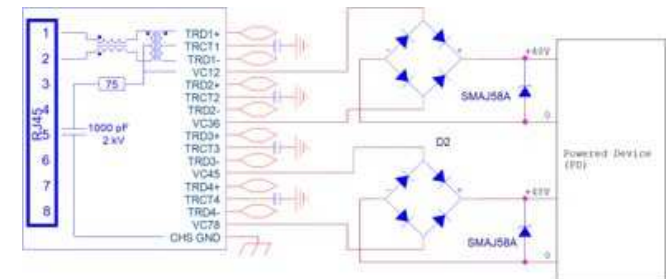 1
2
3
4
5
6
7
8
RJ45
75
1000 pF
2 kV
TRD1+
TRCT1
TRD1-
VC12
TRD2+
TRCT2
TRD2-
VC36
TRD3+
TRCT3
TRD3-
VC45
TRD4+
TRCT4
TRD4-
VC78
CHS GND
SMAJ58A
D2
SMAJ58A
+48V
0
+48V
0
Powered Device
(PD)